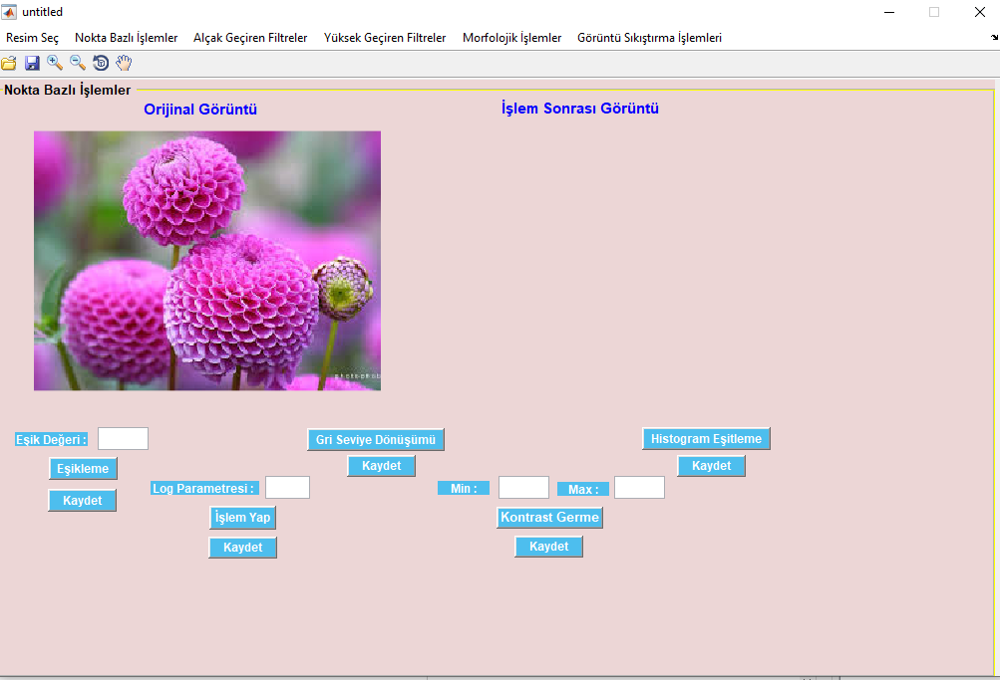 untitled
Resim Seç Nokta Bazlı İşlemler Alçak Geçiren Filtreler Yüksek Geçiren Filtreler Morfolojik İşlemler Görüntü Sıkıştırma İşlemleri
Nokta Bazlı İşlemler
Orijinal Görüntü İşlem Sonrası Görüntü
Eşik Değeri : Gri Seviye Dönüşümü Histogram Eşitleme
Eşikleme Kaydet Kaydet
Kaydet Log Parametresi : Min : Max :
İşlem Yap Kontrast Germe
Kaydet Kaydet